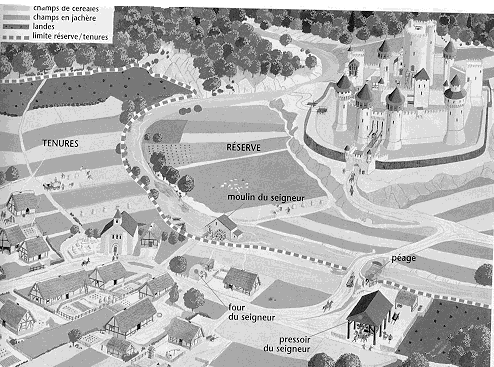 champs de céréales
champs en jachère
landes
limite réserve/tenures
TENURES
RÉSERVE
moulin du seigneur
péage
four
du seigneur
pressoir
du seigneur